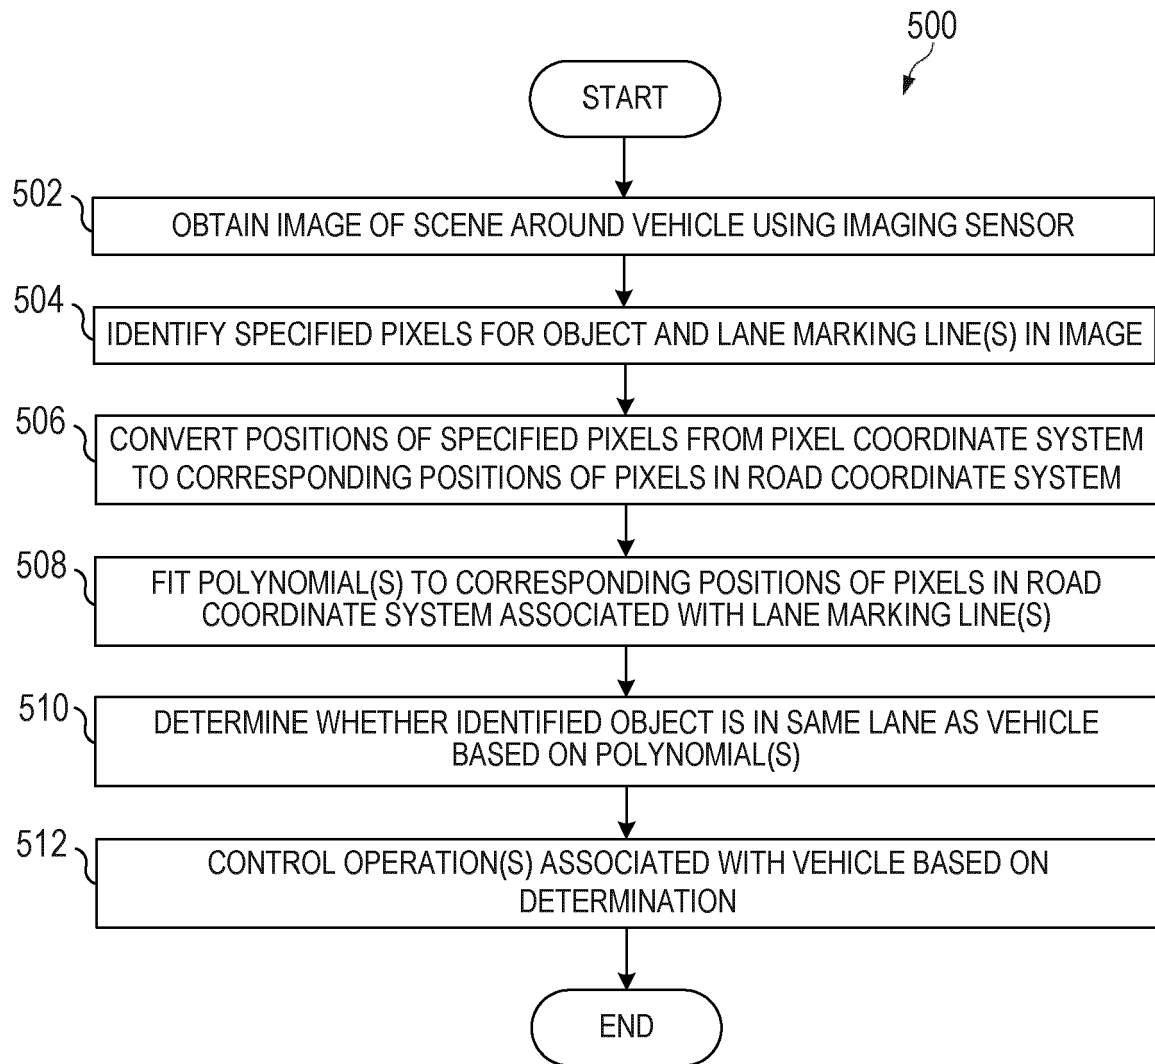 500
START
502
OBTAIN IMAGE OF SCENE AROUND VEHICLE USING IMAGING SENSOR
504
IDENTIFY SPECIFIED PIXELS FOR OBJECT AND LANE MARKING LINE(S) IN IMAGE
506
CONVERT POSITIONS OF SPECIFIED PIXELS FROM PIXEL COORDINATE SYSTEM
TO CORRESPONDING POSITIONS OF PIXELS IN ROAD COORDINATE SYSTEM
508
FIT POLYNOMIAL(S) TO CORRESPONDING POSITIONS OF PIXELS IN ROAD
COORDINATE SYSTEM ASSOCIATED WITH LANE MARKING LINE(S)
510
DETERMINE WHETHER IDENTIFIED OBJECT IS IN SAME LANE AS VEHICLE
BASED ON POLYNOMIAL(S)
512
CONTROL OPERATION(S) ASSOCIATED WITH VEHICLE BASED ON
DETERMINATION
END